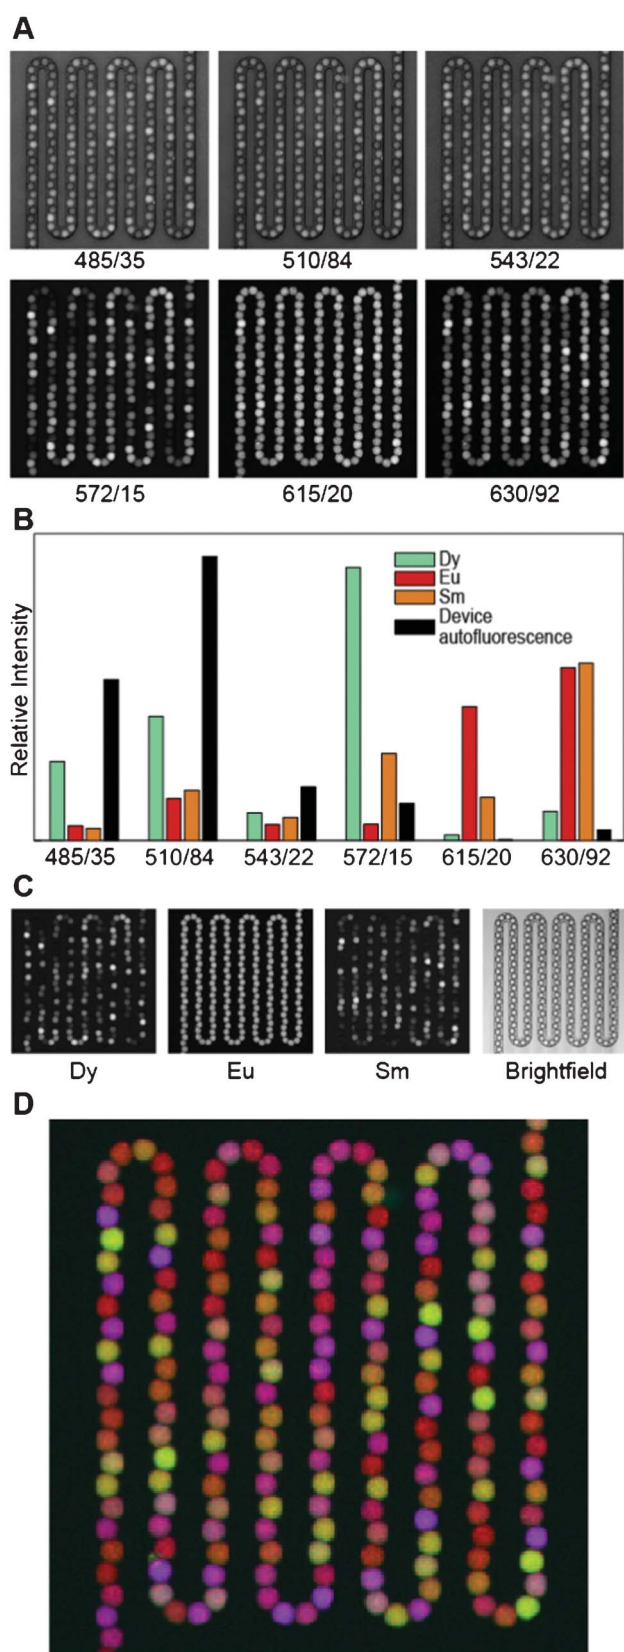 A
485/35 510/84 543/22
572/15 615/20 630/92
B
Relative Intensity
Dy
Eu
Sm
Device
autofluorescence
485/35 510/84 543/22 572/15 615/20 630/92
C
Dy Eu Sm Brightfield
D